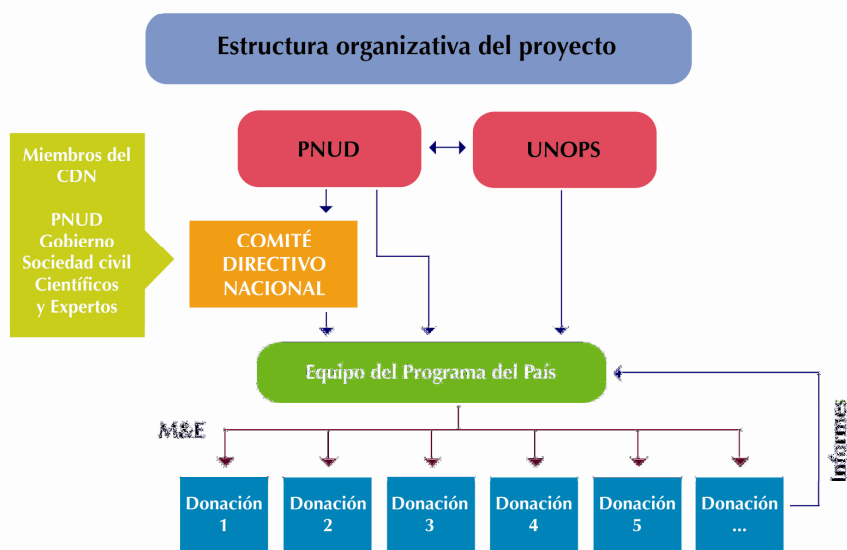 Estructura organizativa del proyecto
PNUD
UNOPS
Miembros del
CDN
PNUD
Gobierno
Sociedad civil
Científicos
y Expertos
COMITÉ
DIRECTIVO
NACIONAL
Equipo del Programa del País
M&E
Informes
Donación
1
Donación
2
Donación
3
Donación
4
Donación
5
Donación
...